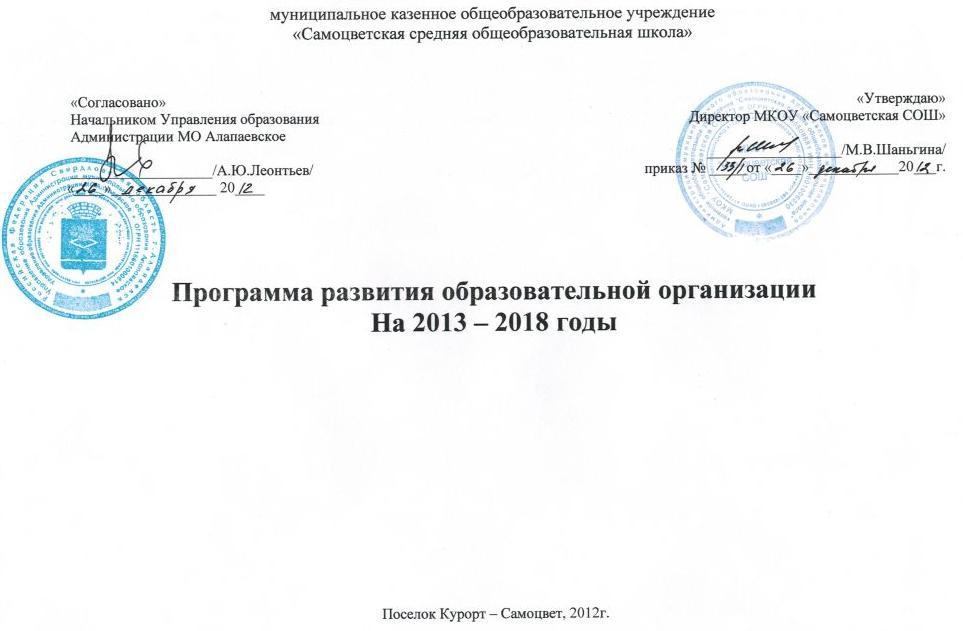 муниципальное казенное общеобразовательное учреждение
«Самоцветская средняя общеобразовательная школа»
«Согласовано»
Начальником Управления образования
Администрации МО Алапаевское
/А.Ю.Леонтьев/
«26» декабря 2012
«Утверждаю»
Директор МКОУ «Самоцветская СОШ»
/М.В.Шаньгина/
приказ № 133/1 от «26» декабря 2012 г.
Программа развития образовательной организации
На 2013 – 2018 годы
Поселок Курорт – Самоцвет, 2012г.